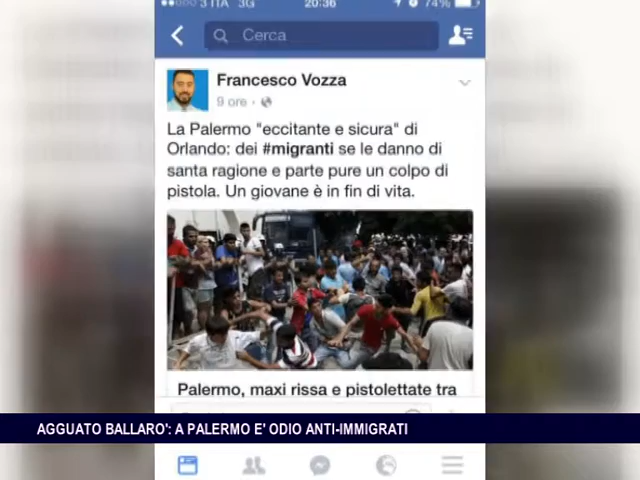 3 ITA 3G 20:36 74%
Cerca
Francesco Vozza
9 ore
La Palermo "eccitante e sicura" di
Orlando: dei #migranti se le danno di
santa ragione e parte pure un colpo di
pistola. Un giovane è in fin di vita.
Palermo, maxi rissa e pistolettate tra
AGGUATO BALLARO': A PALERMO E' ODIO ANTI-IMMIGRATI